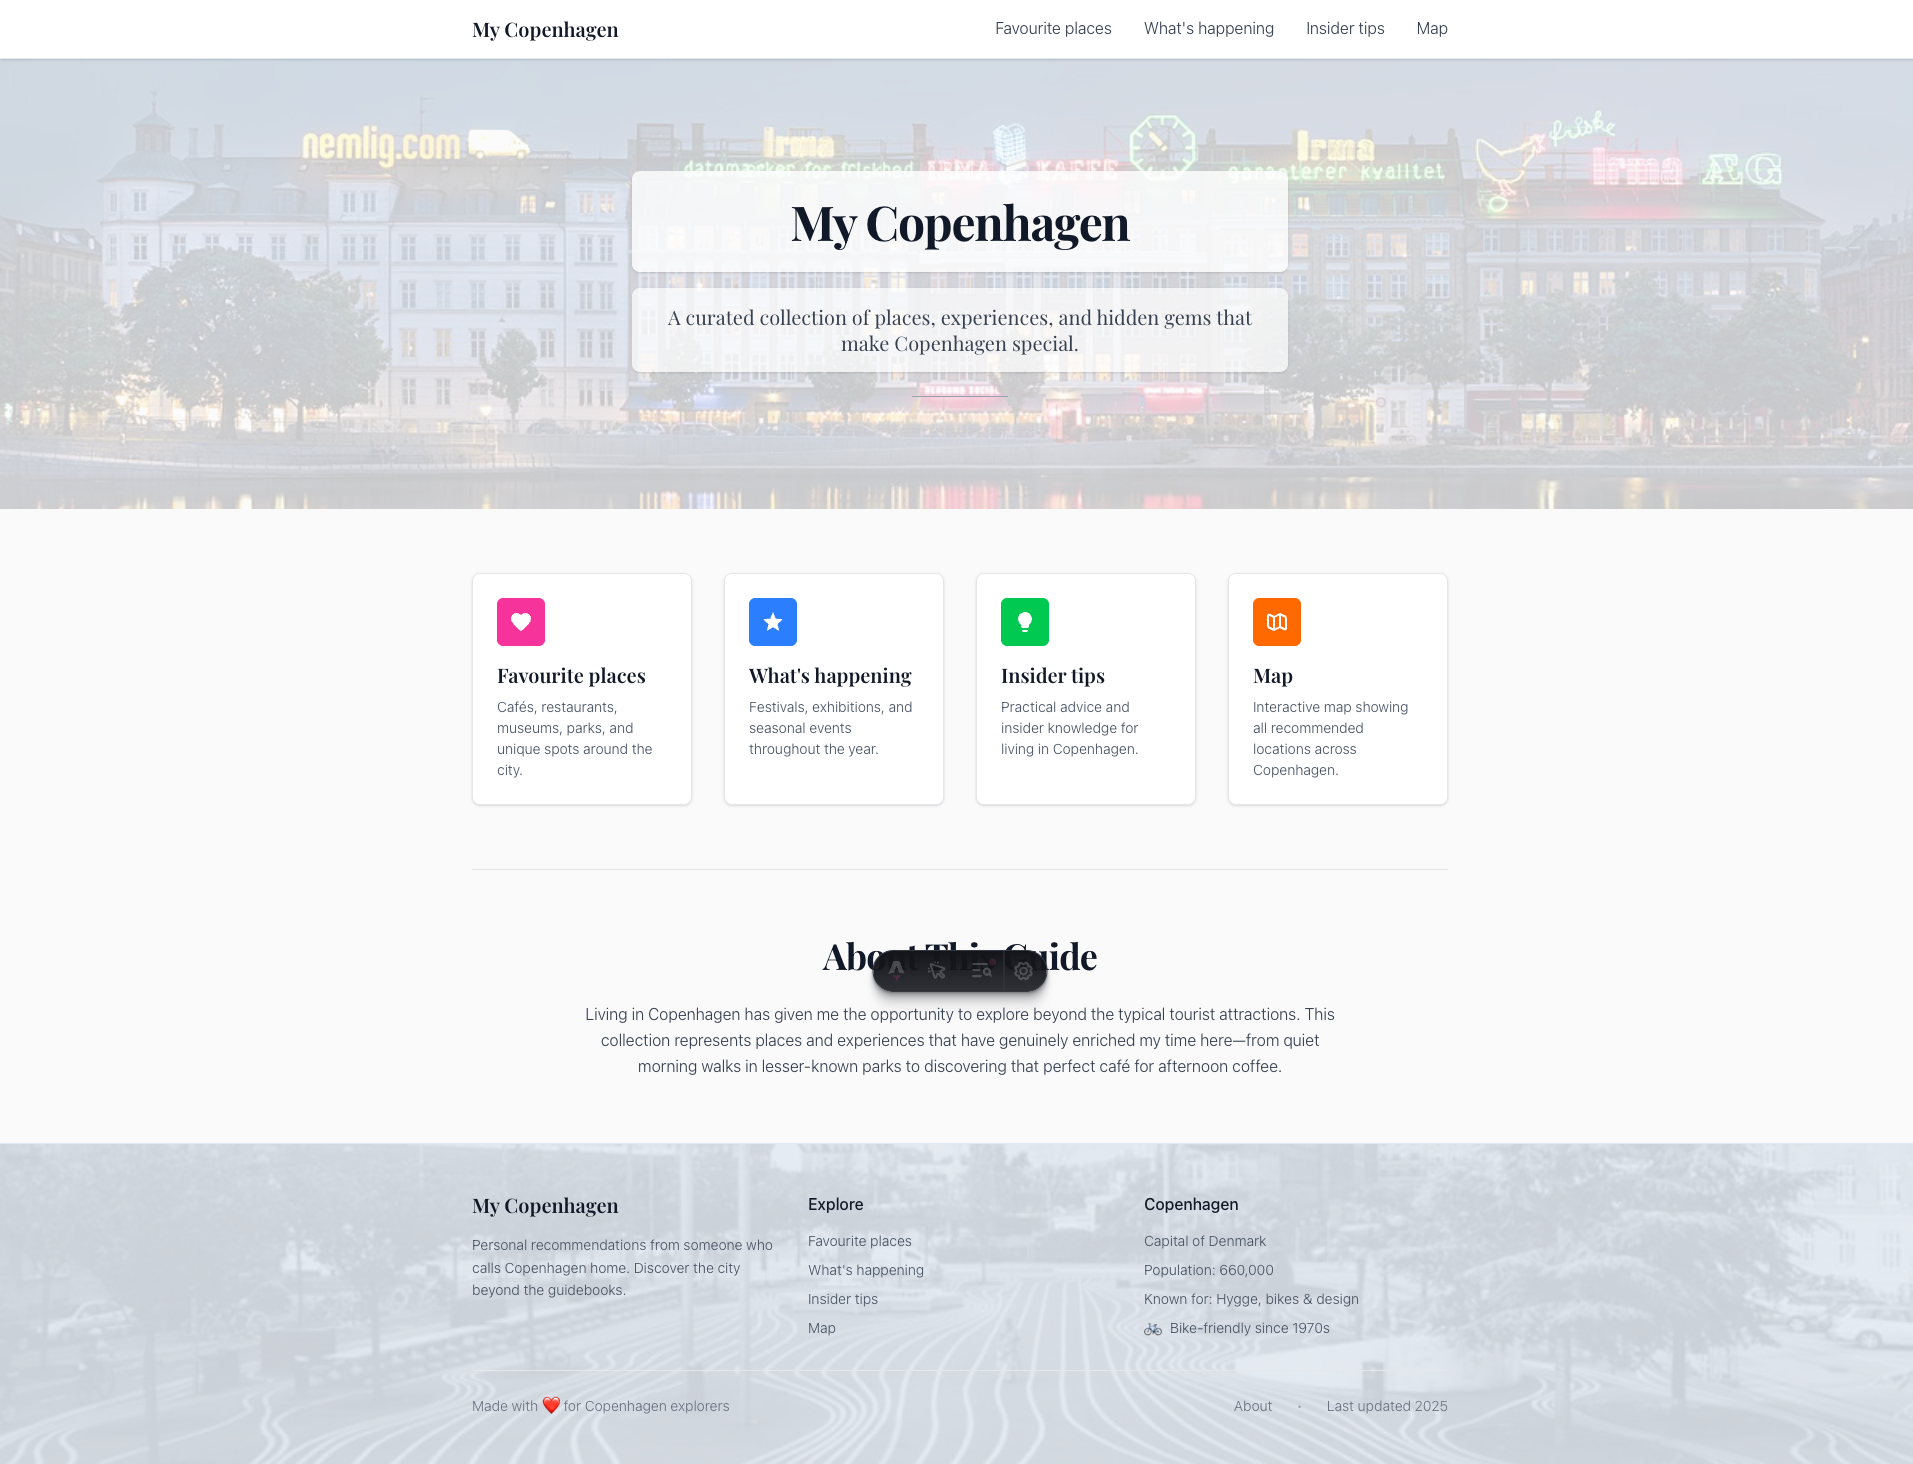 My Copenhagen
Favourite places
What's happening
Insider tips
Map
nemlig.com
Irma
datomærker for friskhed
IRMA KAFFE
Irma
garanterer kvalitet
friske
Irma ÆG
My Copenhagen
A curated collection of places, experiences, and hidden gems that
make Copenhagen special.
Favourite places
Cafés, restaurants,
museums, parks, and
unique spots around the
city.
What's happening
Festivals, exhibitions, and
seasonal events
throughout the year.
Insider tips
Practical advice and
insider knowledge for
living in Copenhagen.
Map
Interactive map showing
all recommended
locations across
Copenhagen.
About This Guide
Living in Copenhagen has given me the opportunity to explore beyond the typical tourist attractions. This
collection represents places and experiences that have genuinely enriched my time here—from quiet
morning walks in lesser-known parks to discovering that perfect café for afternoon coffee.
My Copenhagen
Personal recommendations from someone who
calls Copenhagen home. Discover the city
beyond the guidebooks.
Explore
Favourite places
What's happening
Insider tips
Map
Copenhagen
Capital of Denmark
Population: 660,000
Known for: Hygge, bikes & design
🚲 Bike-friendly since 1970s
Made with ❤️ for Copenhagen explorers
About · Last updated 2025